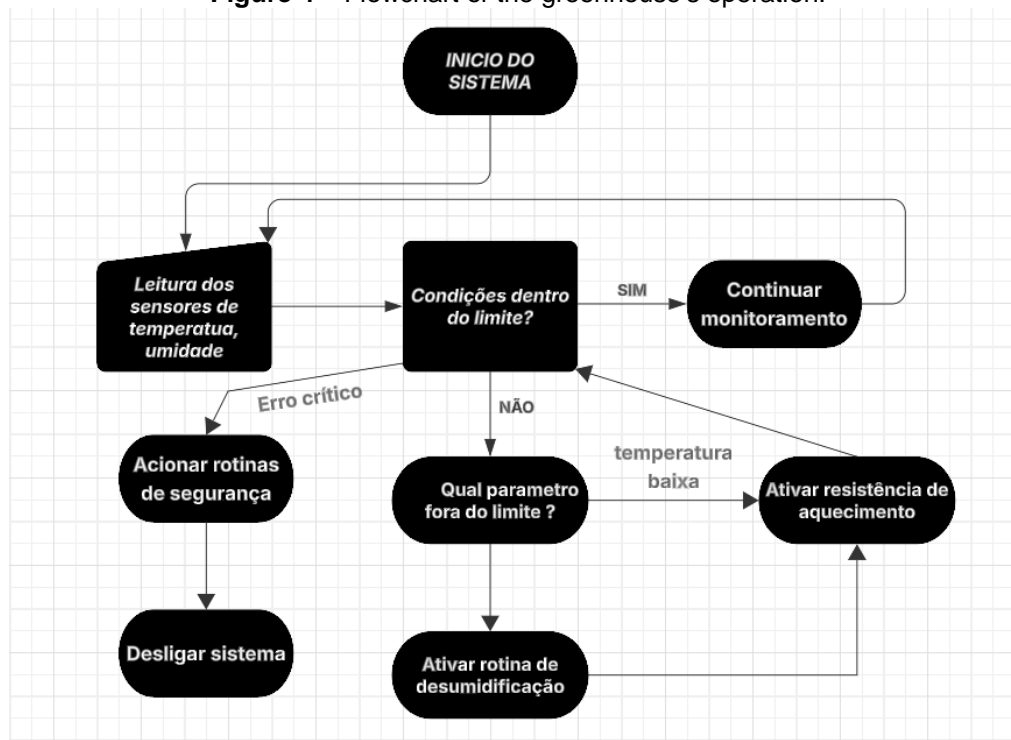 Figure 4 – Flowchart of the greenhouse's operation.
INICIO DO
SISTEMA
Leitura dos
sensores de
temperatua,
umidade
Condições dentro
do limite?
SIM
Continuar
monitoramento
Erro crítico
NÃO
Acionar rotinas
de segurança
Qual parametro
fora do limite ?
temperatura
baixa
Ativar resistência de
aquecimento
Desligar sistema
Ativar rotina de
desumidificação